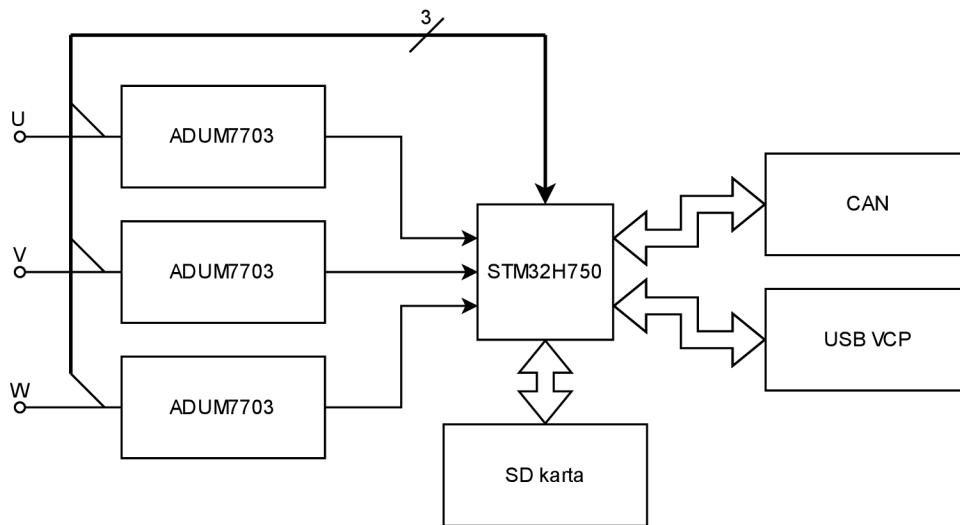 3
U
ADUM7703
V
ADUM7703
W
ADUM7703
STM32H750
CAN
USB VCP
SD karta